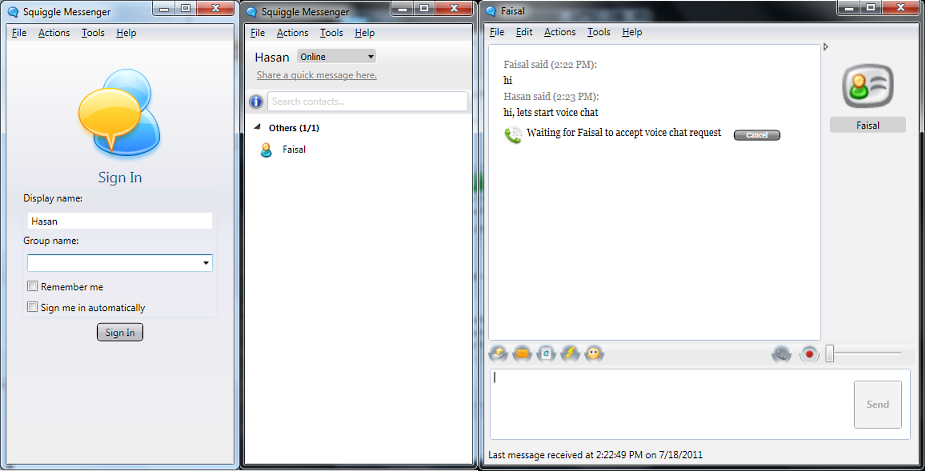 Squiggle Messenger
File Actions Tools Help
Sign In
Display name:
Hasan
Group name:
Remember me
Sign me in automatically
Sign In
Squiggle Messenger
File Actions Tools Help
Hasan Online
Share a quick message here.
Search contacts...
Others (1/1)
Faisal
Faisal
File Edit Actions Tools Help
Faisal said (2:22 PM):
hi
Hasan said (2:23 PM):
hi, lets start voice chat
Waiting for Faisal to accept voice chat request
Faisal
a
Send
Last message received at 2:22:49 PM on 7/18/2011